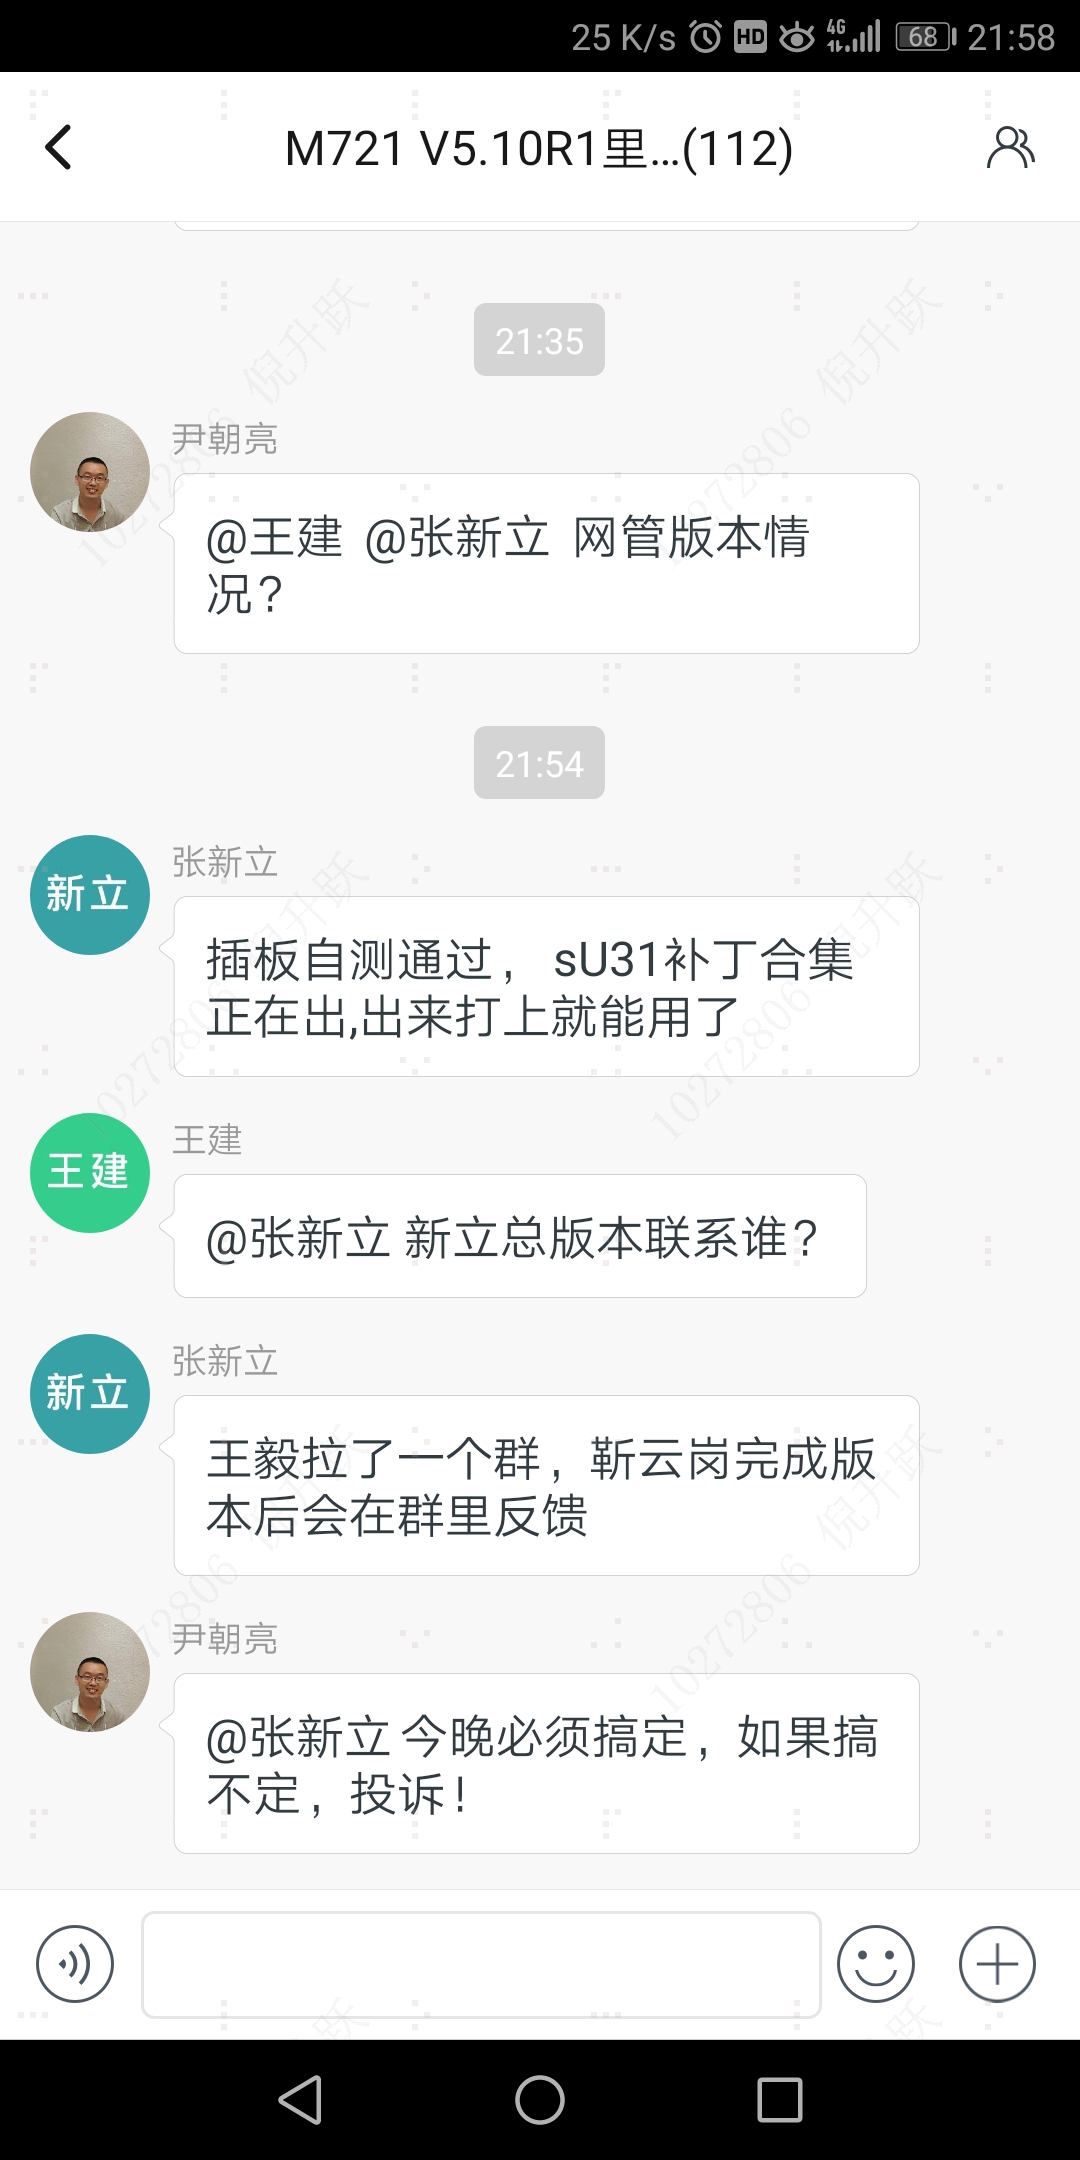 25 K/s HD 4G 68 21:58
M721 V5.10R1里...(112)
21:35
尹朝亮
@王建 @张新立 网管版本情
况?
21:54
新立
张新立
插板自测通过， sU31补丁合集
正在出,出来打上就能用了
王建
王建
@张新立 新立总版本联系谁?
新立
张新立
王毅拉了一个群，靳云岗完成版
本后会在群里反馈
尹朝亮
@张新立 今晚必须搞定，如果搞
不定，投诉！
10272806 倪升跃